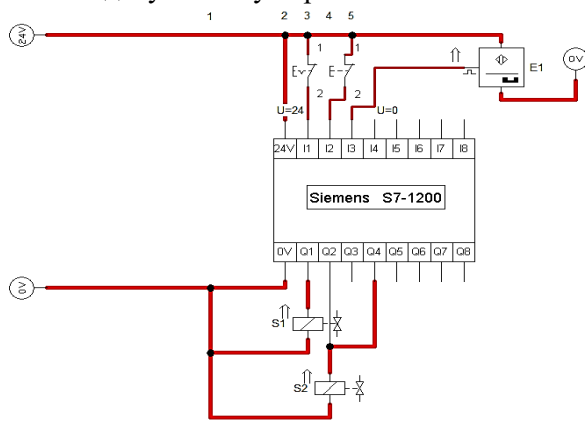 1 2 3 4 5
24V
0V
1 1
E1
2 2
U=24 U=0
24V I1 I2 I3 I4 I5 I6 I7 I8
Siemens S7-1200
0V Q1 Q2 Q3 Q4 Q5 Q6 Q7 Q8
0V
S1
S2